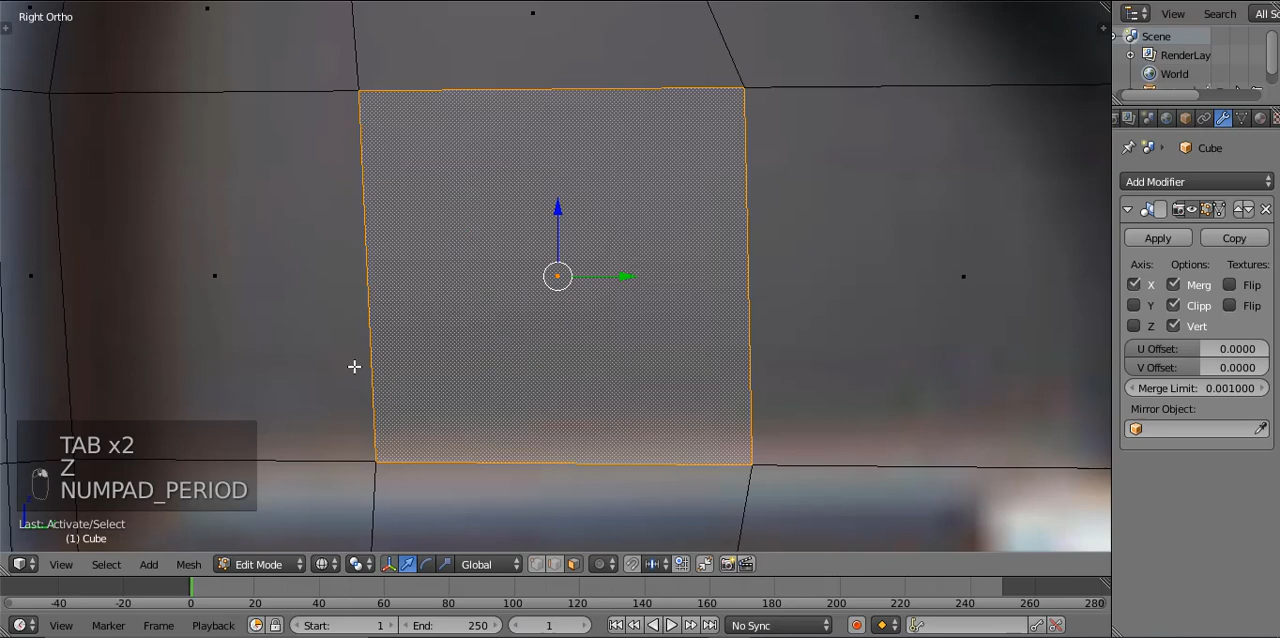 Right Ortho
View
Search
All Sc
Scene
RenderLay
World
Cube
Add Modifier
Apply
Copy
Axis:
Options:
Textures:
X
Merg
Flip
Y
Clipp
Flip
Z
Vert
U Offset:
0.0000
V Offset:
0.0000
Merge Limit: 0.001000
Mirror Object:
TAB x2
Z
NUMPAD_PERIOD
Last: Activate/Select
(1) Cube
View
Select
Add
Mesh
Edit Mode
Global
-40
-20
0
20
40
60
80
100
120
140
160
180
200
220
240
260
280
View
Marker
Frame
Playback
Start:
1
End:
250
1
No Sync